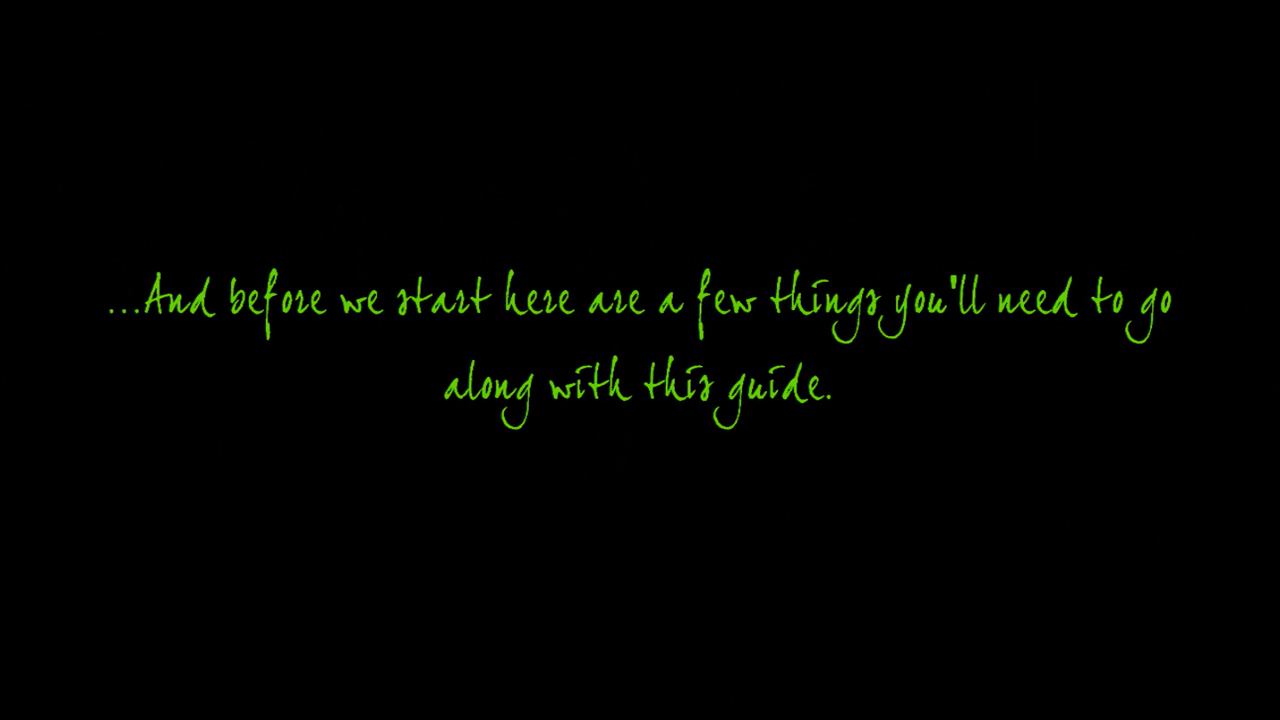 ...And before we start here are a few things you'll need to go
along with this guide.